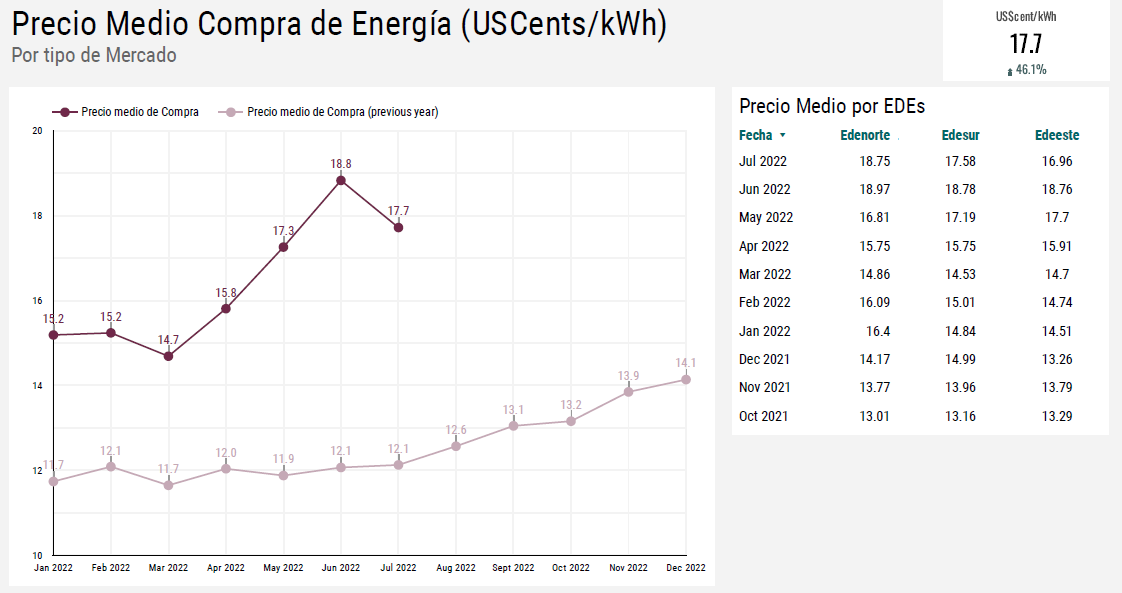 Precio Medio Compra de Energía (USCents/kWh)
Por tipo de Mercado
US$cent/kWh
17.7
46.1%
Precio medio de Compra
Precio medio de Compra (previous year)
20
18
16
14
12
10
15.2
15.2
14.7
15.8
17.3
18.8
17.7
11.7
12.1
11.7
12.0
11.9
12.1
12.1
12.6
13.1
13.2
13.9
14.1
Jan 2022 Feb 2022 Mar 2022 Apr 2022 May 2022 Jun 2022 Jul 2022 Aug 2022 Sept 2022 Oct 2022 Nov 2022 Dec 2022
Precio Medio por EDEs
Fecha Edenorte Edesur Edeeste
Jul 2022 18.75 17.58 16.96
Jun 2022 18.97 18.78 18.76
May 2022 16.81 17.19 17.7
Apr 2022 15.75 15.75 15.91
Mar 2022 14.86 14.53 14.7
Feb 2022 16.09 15.01 14.74
Jan 2022 16.4 14.84 14.51
Dec 2021 14.17 14.99 13.26
Nov 2021 13.77 13.96 13.79
Oct 2021 13.01 13.16 13.29